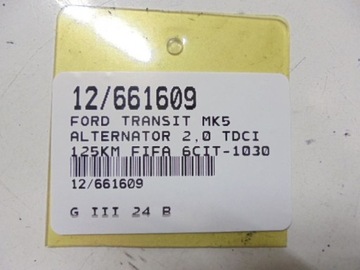 12/661609
FORD TRANSIT MK5
ALTERNATOR 2,0 TDCI
125KM FIFA 6CIT-1030
12/661609
G III 24 B